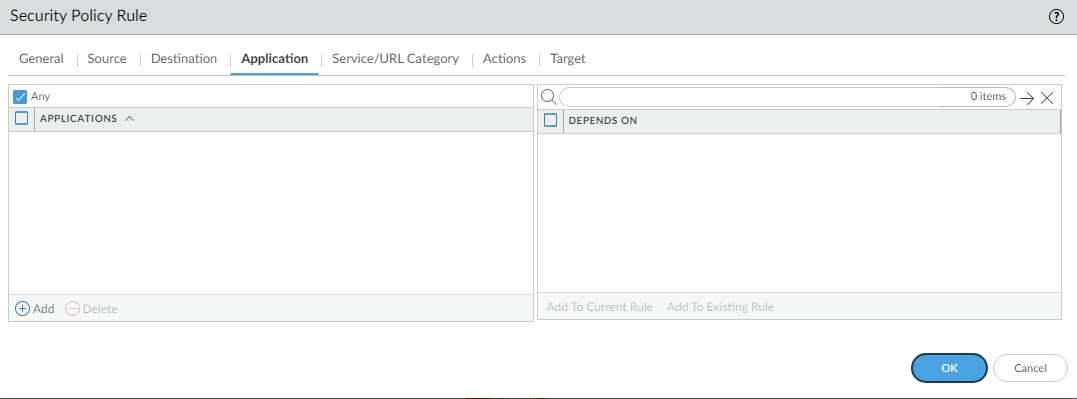 Security Policy Rule
General Source Destination Application Service/URL Category Actions Target
Any
0 items
APPLICATIONS
DEPENDS ON
Add Delete
Add To Current Rule Add To Existing Rule
OK Cancel